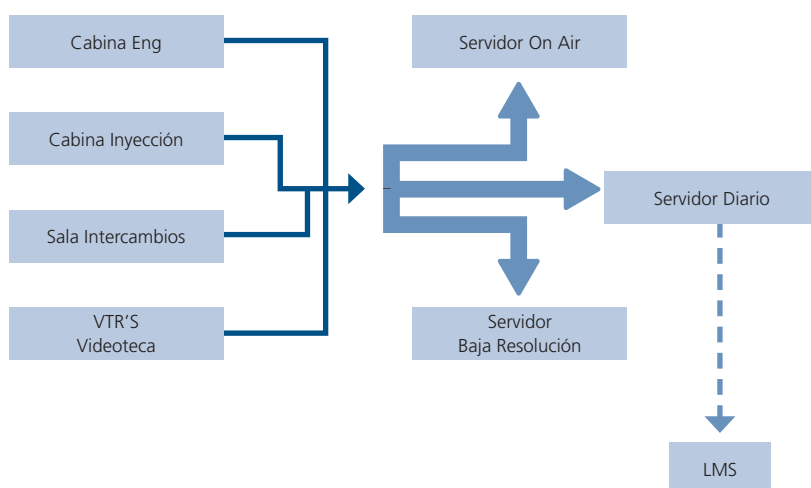 Cabina Eng
Servidor On Air
Cabina Inyección
Servidor Diario
Sala Intercambios
VTR'S
Videoteca
Servidor
Baja Resolución
LMS